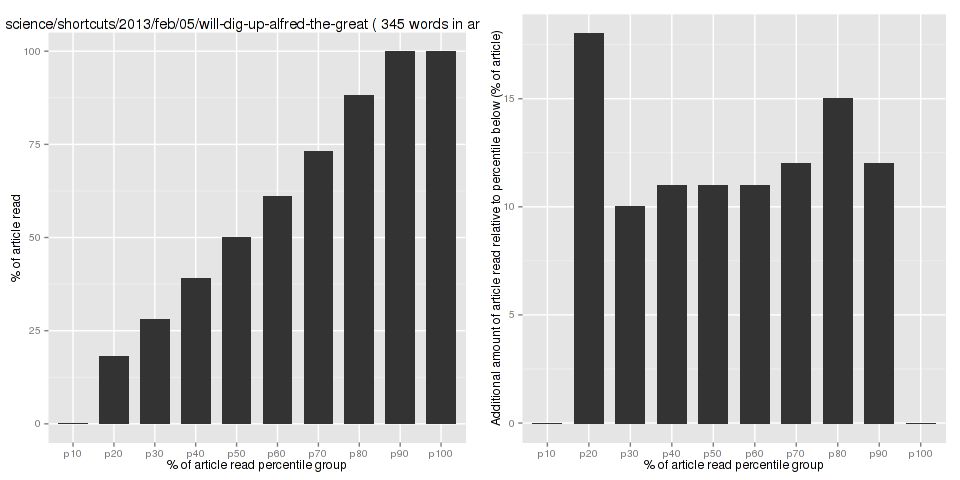 science/shortcuts/2013/feb/05/will-dig-up-alfred-the-great ( 345 words in ar
% of article read
100
75
50
25
0
p10 p20 p30 p40 p50 p60 p70 p80 p90 p100
% of article read percentile group
Additional amount of article read relative to percentile below (% of article)
15
10
5
0
p10 p20 p30 p40 p50 p60 p70 p80 p90 p100
% of article read percentile group